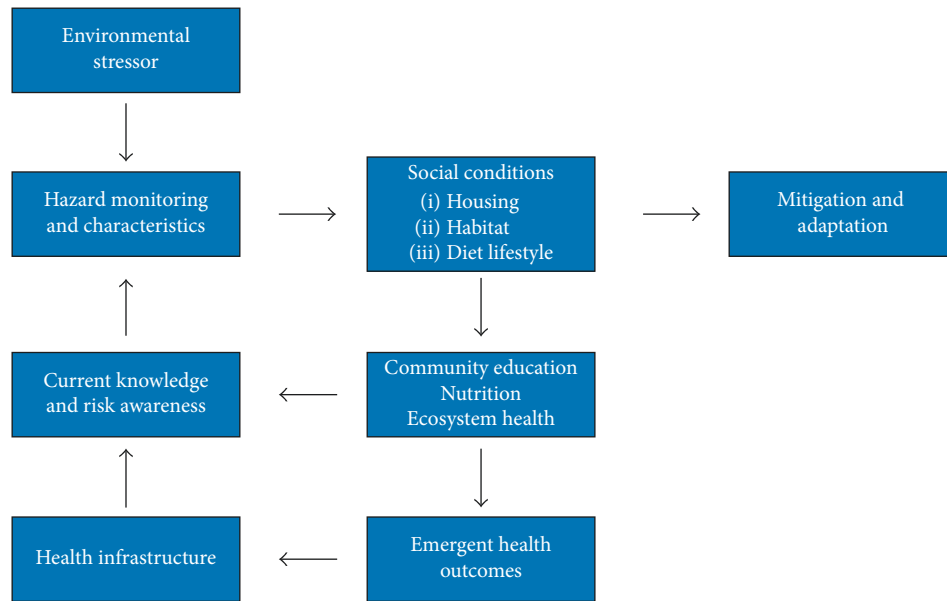 Environmental
stressor
Hazard monitoring
and characteristics
Social conditions
(i) Housing
(ii) Habitat
(iii) Diet lifestyle
Mitigation and
adaptation
Current knowledge
and risk awareness
Community education
Nutrition
Ecosystem health
Health infrastructure
Emergent health
outcomes